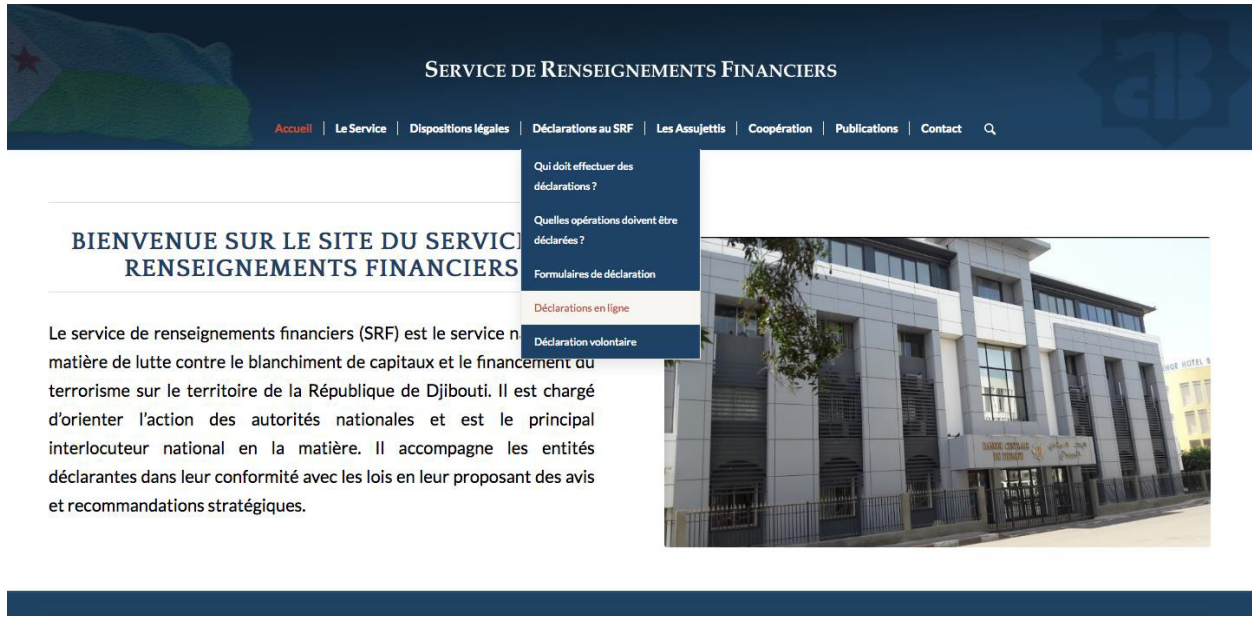 SERVICE DE RENSEIGNEMENTS FINANCIERS
Accueil | Le Service | Dispositions légales | Déclarations au SRF | Les Assujettis | Coopération | Publications | Contact
Qui doit effectuer des
déclarations ?
Quelles opérations doivent être
déclarées ?
Formulaires de déclaration
Déclarations en ligne
Déclaration volontaire
BIENVENUE SUR LE SITE DU
RENSEIGNEMENTS FINANCIERS
Le service de renseignements financiers (SRF) est le service
matière de lutte contre le blanchiment de capitaux et le financement du
terrorisme sur le territoire de la République de Djibouti. Il est chargé
d'orienter l'action des autorités nationales et est le principal
interlocuteur national en la matière. Il accompagne les entités
déclarantes dans leur conformité avec les lois en leur proposant des avis
et recommandations stratégiques.
BANQUE CENTRALE
DE DJIBOUTI
HOTEL